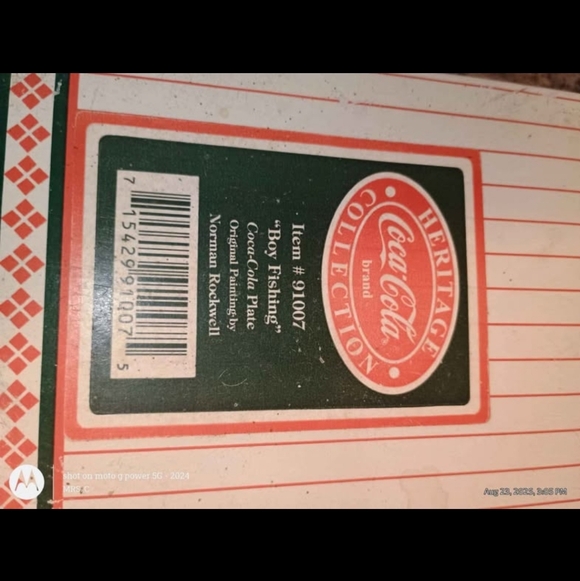 HERITAGE
Coca-Cola
brand
COLLECTION
Item # 91007
"Boy Fishing"
Coca-Cola Plate
Original Painting by
Norman Rockwell
7 15429 91007 5
shot on moto g power 5G - 2024
Aug 23, 2025, 3:05 PM